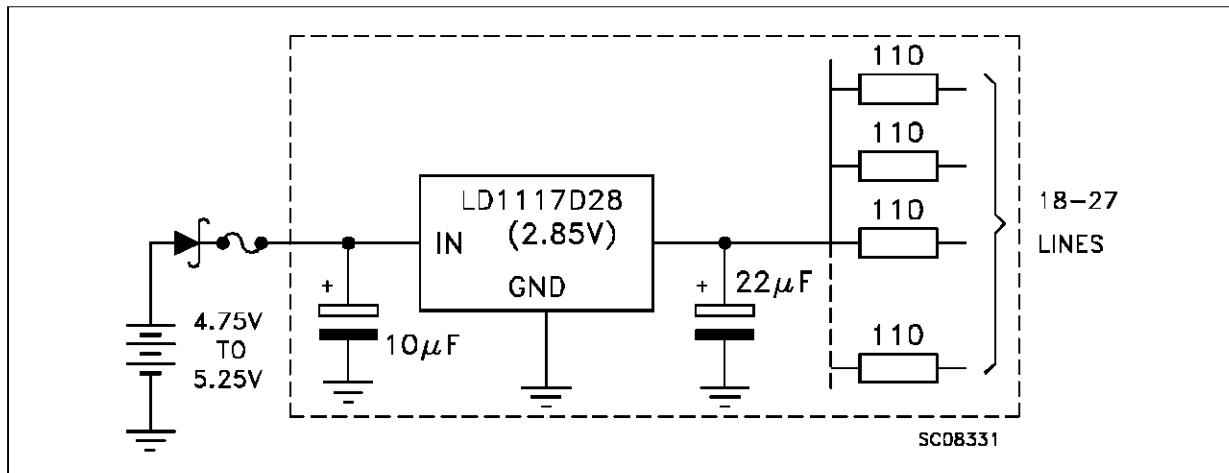 110
110
110
110
18-27
LINES
LD1117D28
(2.85V)
IN
GND
+
10μF
+
22μF
4.75V
TO
5.25V
SC08331